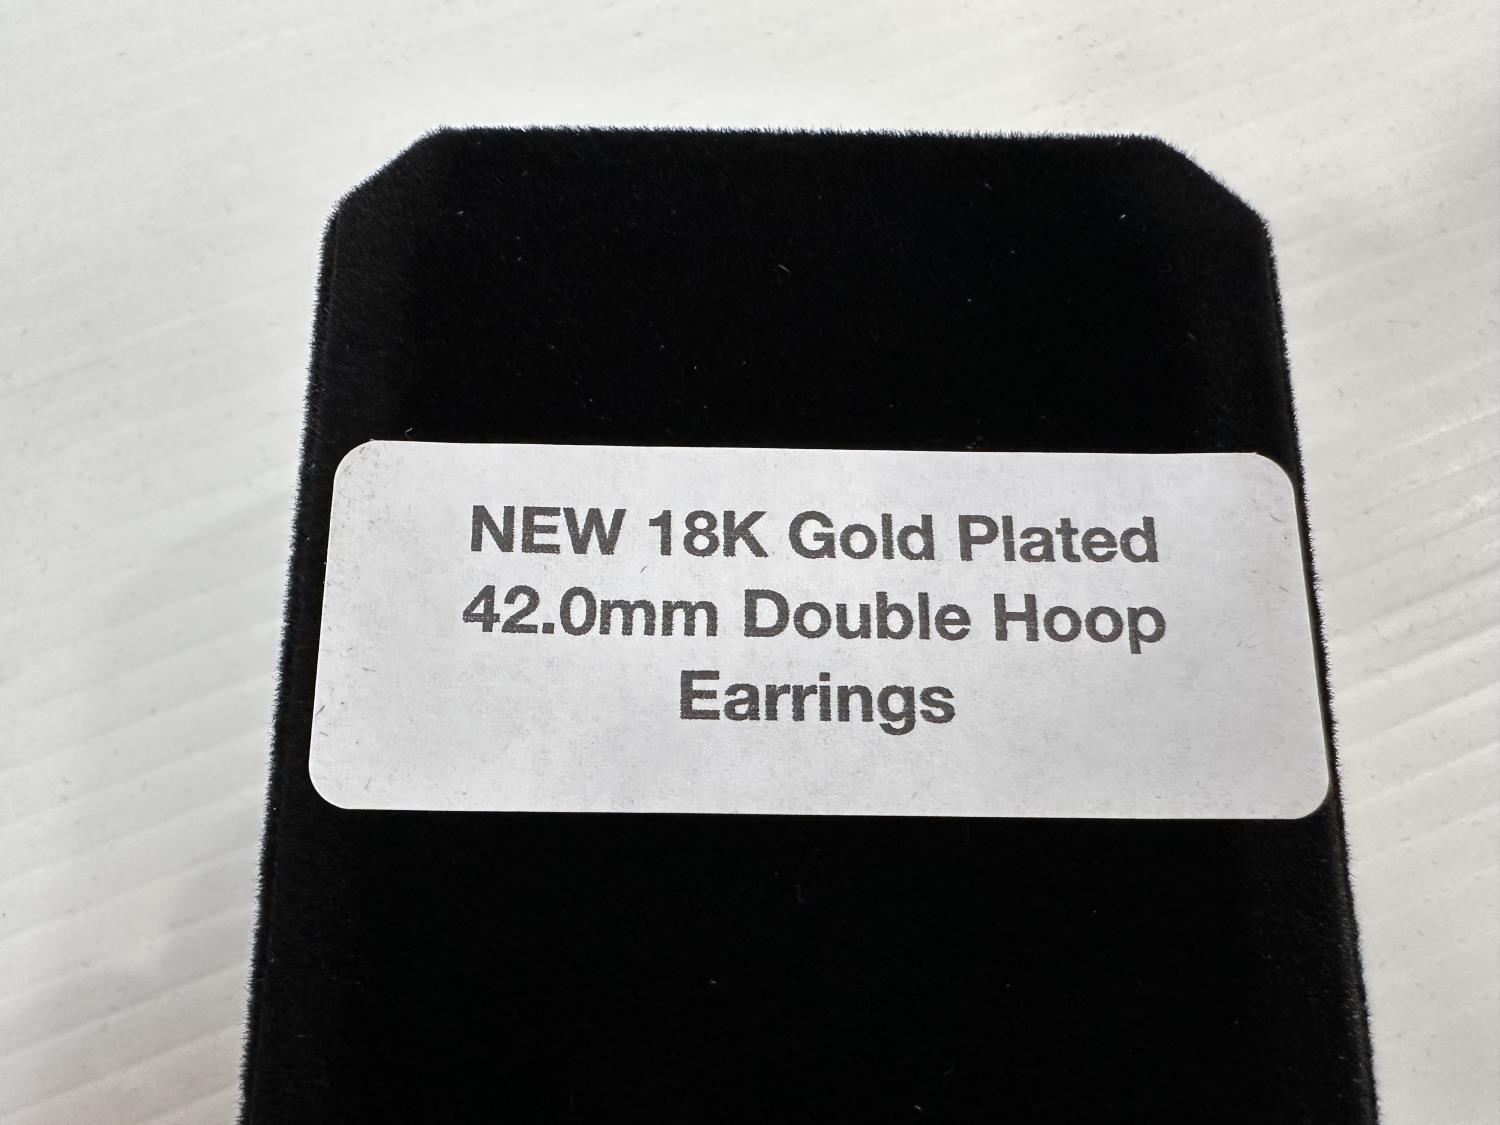 NEW 18K Gold Plated
42.0mm Double Hoop
Earrings